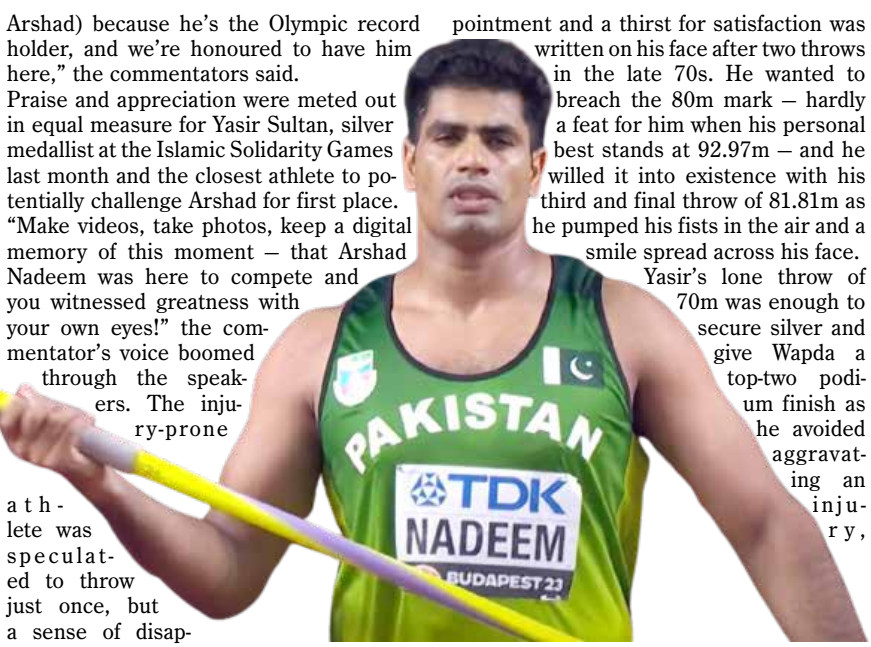 Arshad) because he’s the Olympic record
holder, and we’re honoured to have him
here,” the commentators said.
Praise and appreciation were meted out
in equal measure for Yasir Sultan, silver
medallist at the Islamic Solidarity Games
last month and the closest athlete to po-
tentially challenge Arshad for first place.
“Make videos, take photos, keep a digital
memory of this moment — that Arshad
Nadeem was here to compete and
you witnessed greatness with
your own eyes!” the com-
mentator’s voice boomed
through the speak-
ers. The inju-
ry-prone
ath-
lete was
speculat-
ed to throw
just once, but
a sense of disap-
pointment and a thirst for satisfaction was
written on his face after two throws
in the late 70s. He wanted to
breach the 80m mark — hardly
a feat for him when his personal
best stands at 92.97m — and he
willed it into existence with his
third and final throw of 81.81m as
he pumped his fists in the air and a
smile spread across his face.
Yasir’s lone throw of
70m was enough to
secure silver and
give Wapda a
top-two podi-
um finish as
he avoided
aggravat-
ing an
inju-
ry,
PAKISTAN
TDK
NADEEM
BUDAPEST 23